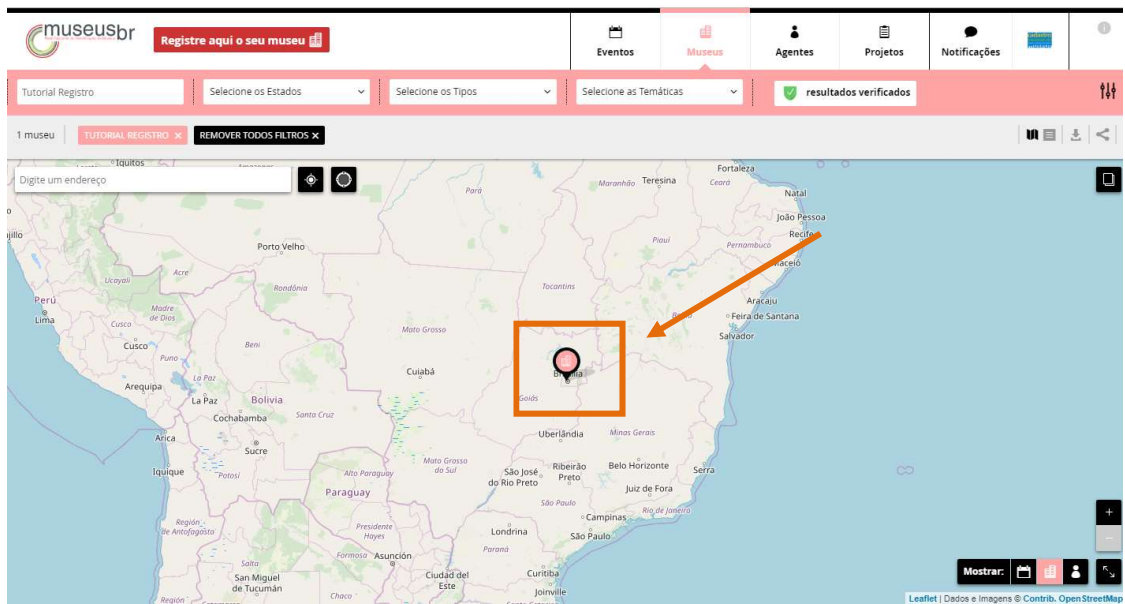 museusbr
Registre aqui o seu museu
Eventos
Museus
Agentes
Projetos
Notificações
Tutorial Registro
Selecione os Estados
Selecione os Tipos
Selecione as Temáticas
resultados verificados
1 museu
TUTORIAL REGISTRO ×
REMOVER TODOS FILTROS ×
Digite um endereço
Iquitos
Pará
Maranhão
Teresina
Ceará
Fortaleza
Natal
João Pessoa
Porto Velho
Piauí
Pernambuco
Acre
Ucayali
Rondônia
Tocantins
Perú
Lima
Madre
de Dios
Aracaju
Feira de Santana
Cusco
Cusco
Beni
Mato Grosso
Salvador
Puno
La Paz
Cuiabá
Arequipa
La Paz
Bolivia
Goiás
Cochabamba
Santa Cruz
Arica
Sucre
Uberlândia
Minas Gerais
Iquique
Potosí
Alto Paraguay
Mato Grosso
do Sul
São José
do Rio Preto
Ribeirão
Preto
Belo Horizonte
Serra
Paraguay
Juiz de Fora
São Paulo
Rio de Janeiro
Región
de Antofagasta
Presidente
Hayes
Campinas
Londrina
São Paulo
Paraná
Salta
Formosa
Asunción
San Miguel
de Tucumán
Chaco
Ciudad del
Este
Curitiba
Joinville
Región
+
−
Mostrar:
Leaflet | Dados e Imagens © Contrib. OpenStreetMap